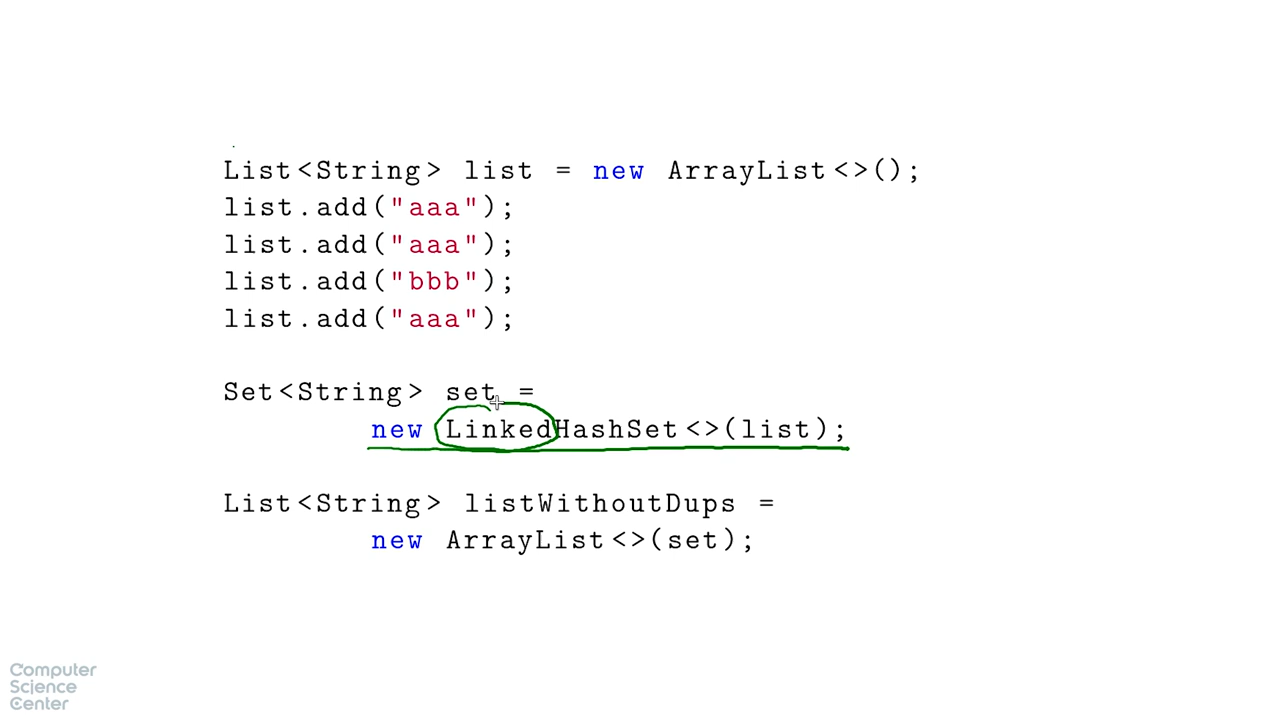 List<String> list = new ArrayList<>();
list.add("aaa");
list.add("aaa");
list.add("bbb");
list.add("aaa");
Set<String> set =
new LinkedHashSet<>(list);
List<String> listWithoutDups =
new ArrayList<>(set);
Computer
Science
Center